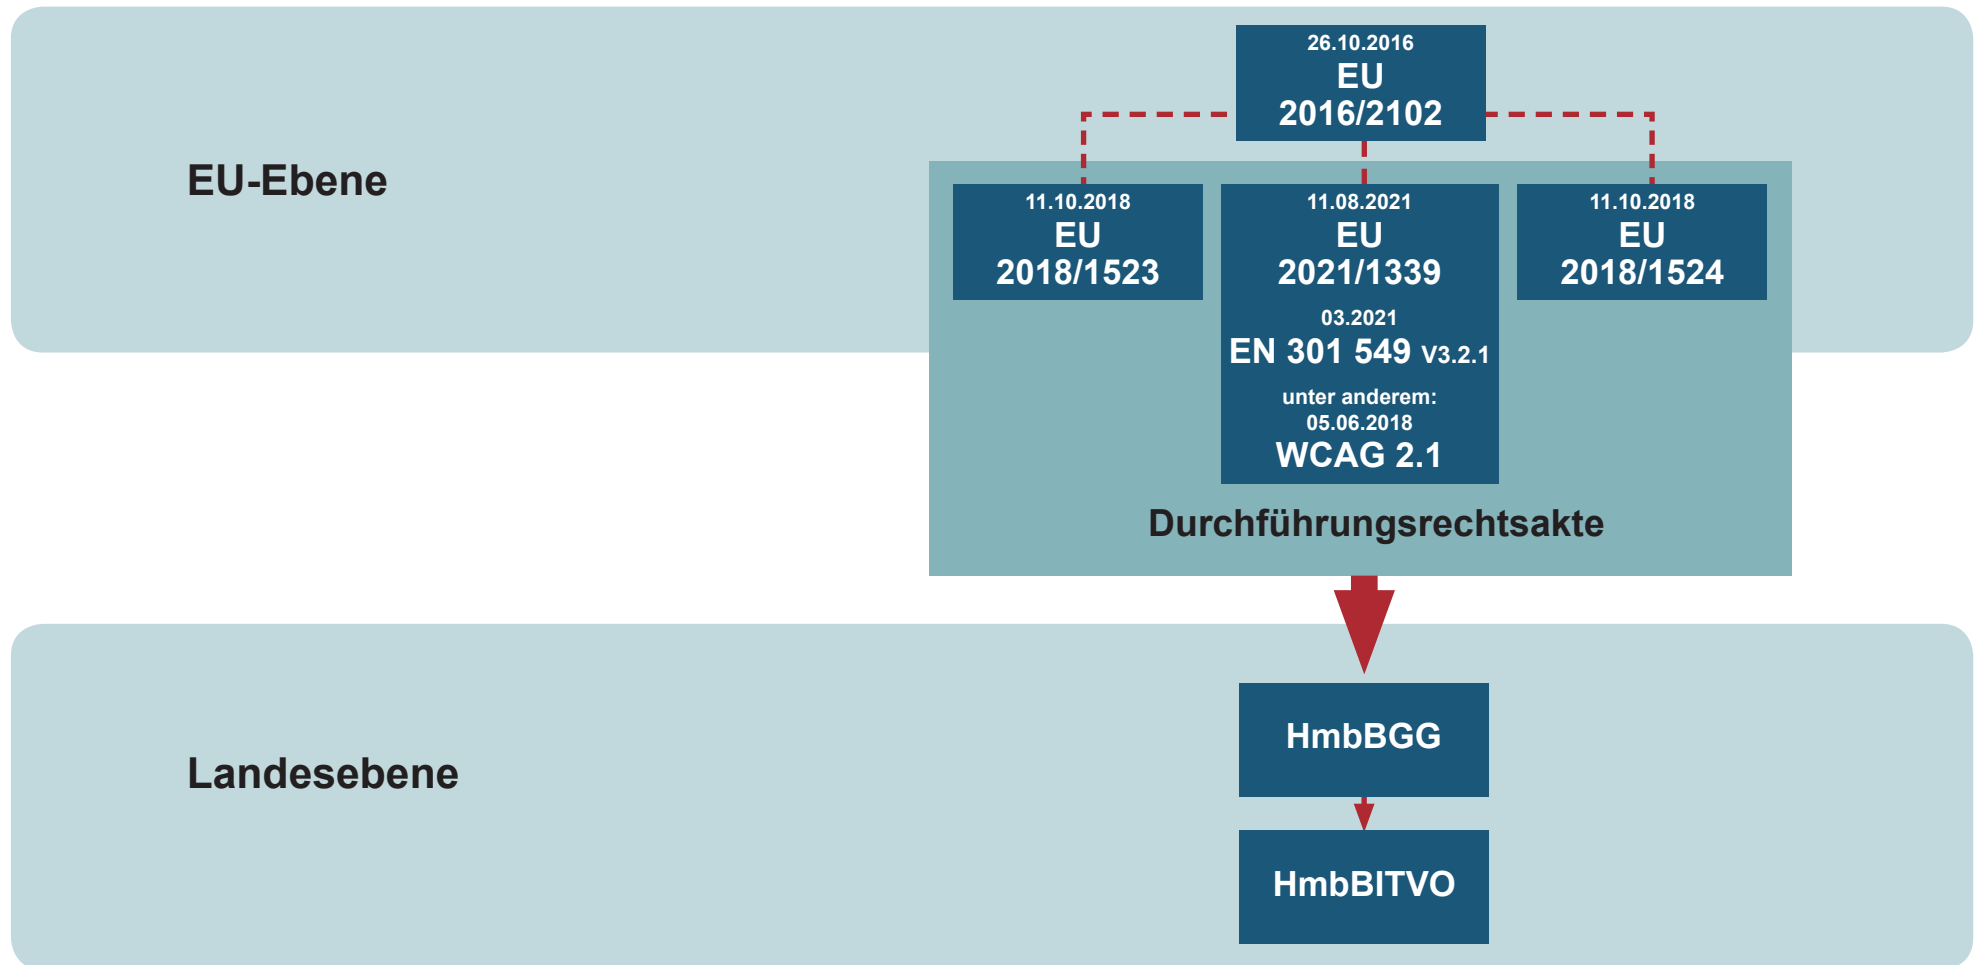 EU-Ebene
26.10.2016
EU
2016/2102
11.10.2018
EU
2018/1523
11.08.2021
EU
2021/1339
03.2021
EN 301 549 V3.2.1
unter anderem:
05.06.2018
WCAG 2.1
11.10.2018
EU
2018/1524
Durchführungsrechtsakte
Landesebene
HmbBGG
HmbBITVO